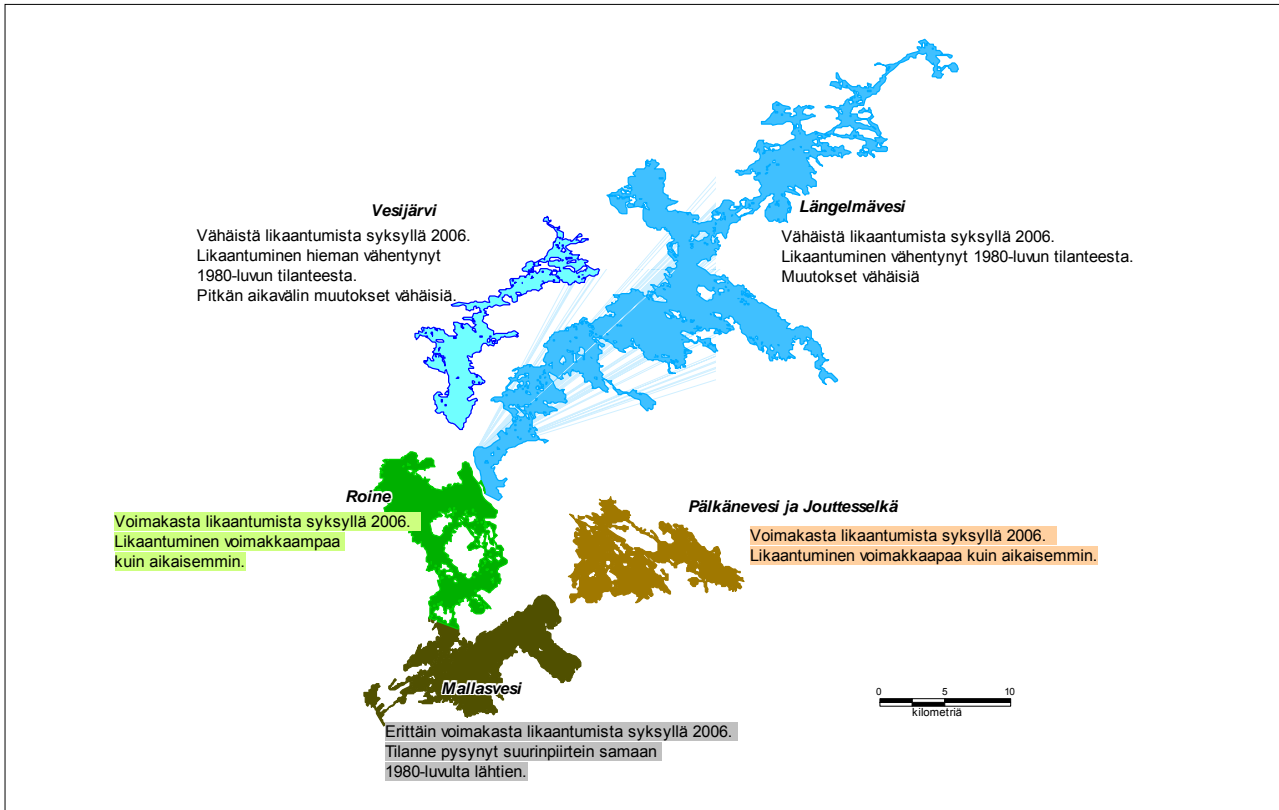 Vesijärvi
Vähäistä likaantumista syksyllä 2006.
Likaantuminen hieman vähentynyt
1980-luvun tilanteesta.
Pitkän aikavälin muutokset vähäisiä.
Längelmävesi
Vähäistä likaantumista syksyllä 2006.
Likaantuminen vähentynyt 1980-luvun tilanteesta.
Muutokset vähäisiä
Roine
Voimakasta likaantumista syksyllä 2006.
Likaantuminen voimakkaampaa
kuin aikaisemmin.
Pälkänevesi ja Jouttesselkä
Voimakasta likaantumista syksyllä 2006.
Likaantuminen voimakkaapaa kuin aikaisemmin.
Mallasvesi
Erittäin voimakasta likaantumista syksyllä 2006.
Tilanne pysynyt suurinpiirtein samaan
1980-luvulta lähtien.
0 5 10
kilometriä